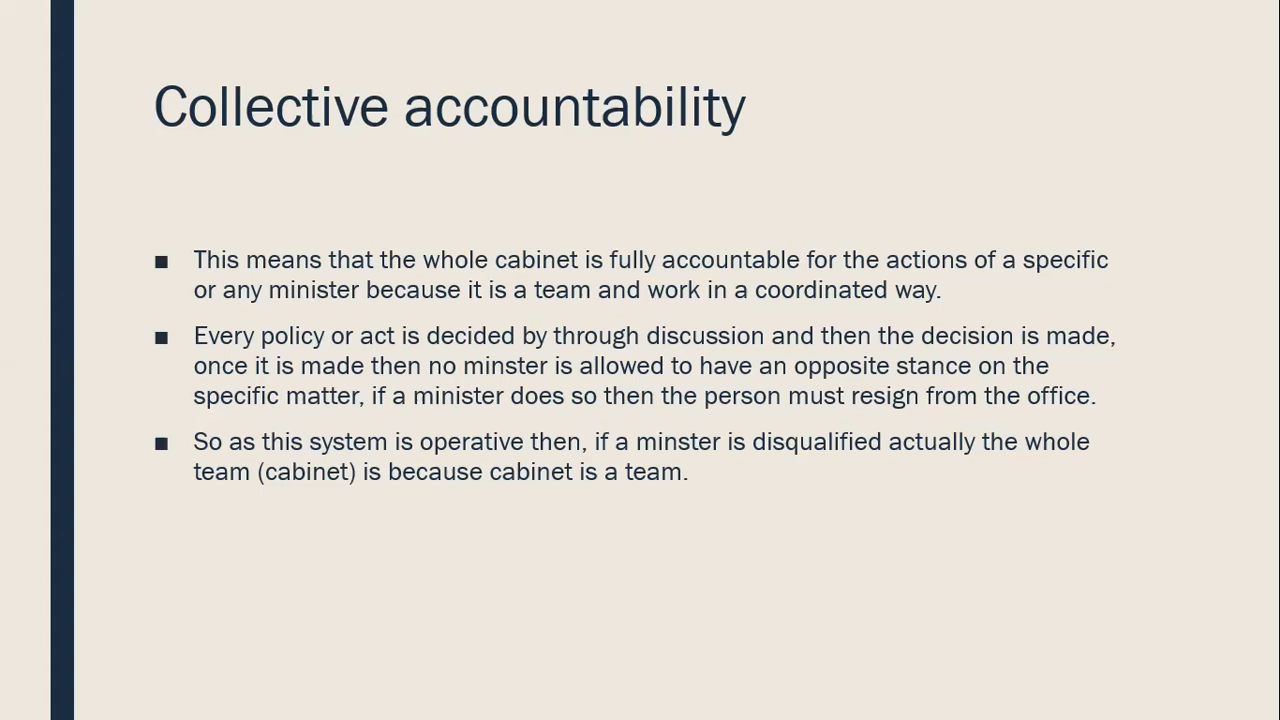 Collective accountability
■ This means that the whole cabinet is fully accountable for the actions of a specific
or any minister because it is a team and work in a coordinated way.
■ Every policy or act is decided by through discussion and then the decision is made,
once it is made then no minster is allowed to have an opposite stance on the
specific matter, if a minister does so then the person must resign from the office.
■ So as this system is operative then, if a minster is disqualified actually the whole
team (cabinet) is because cabinet is a team.